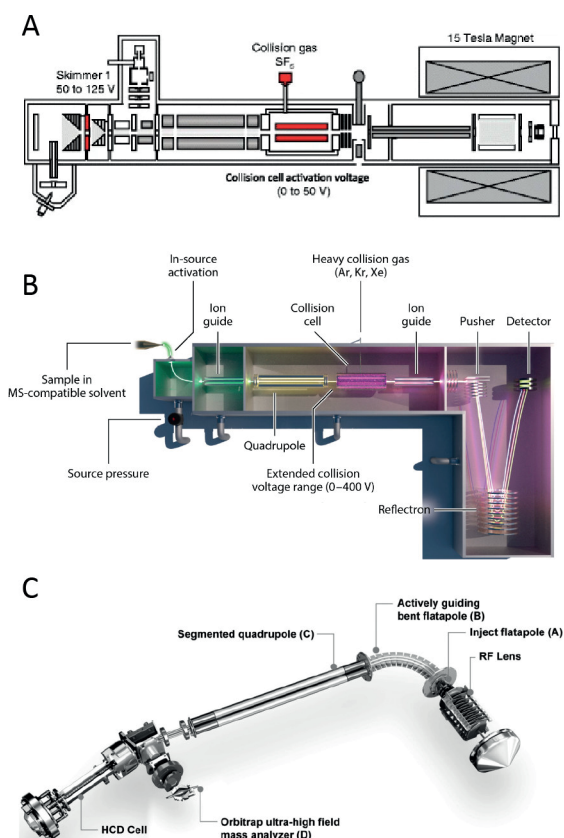 A
15 Tesla Magnet
Collision gas
SF6
Skimmer 1
50 to 125 V
Collision cell activation voltage
(0 to 50 V)
B
In-source
activation
Heavy collision gas
(Ar, Kr, Xe)
Ion
guide
Collision
cell
Ion
guide
Pusher
Detector
Sample in
MS-compatible solvent
Quadrupole
Source pressure
Extended collision
voltage range (0–400 V)
Reflectron
C
Actively guiding
bent flatapole (B)
Segmented quadrupole (C)
Inject flatapole (A)
RF Lens
HCD Cell
Orbitrap ultra-high field
mass analyzer (D)